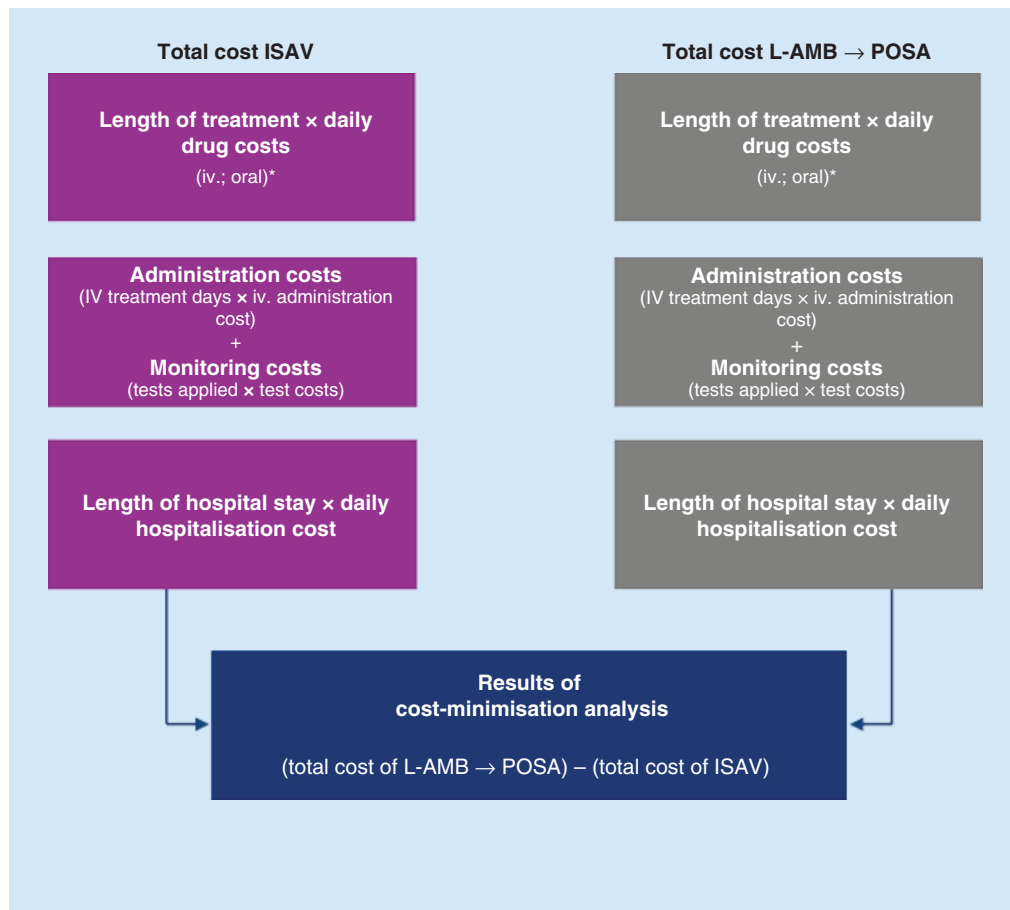 Total cost ISAV
Length of treatment × daily
drug costs
(iv.; oral)*
Administration costs
(IV treatment days × iv. administration
cost)
+
Monitoring costs
(tests applied × test costs)
Length of hospital stay × daily
hospitalisation cost
Total cost L-AMB → POSA
Length of treatment × daily
drug costs
(iv.; oral)*
Administration costs
(IV treatment days × iv. administration
cost)
+
Monitoring costs
(tests applied × test costs)
Length of hospital stay × daily
hospitalisation cost
Results of
cost-minimisation analysis
(total cost of L-AMB → POSA) – (total cost of ISAV)